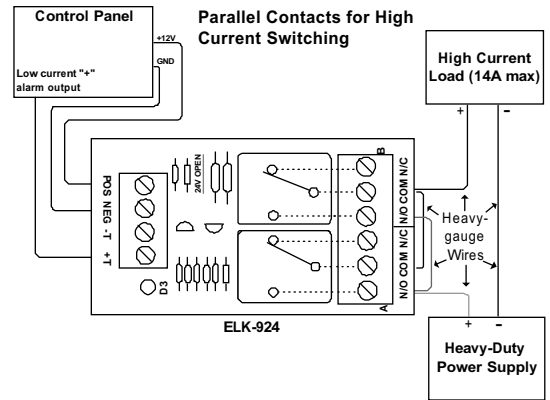 Parallel Contacts for High
Current Switching
Control Panel
+12V
GND
Low current "+"
alarm output
High Current
Load (14A max)
+ -
24V OPEN
B
POS NEG - T + T
N/O COM N/C
N/O COM N/C
D3
A
Heavy-
gauge
Wires
ELK-924
+ -
Heavy-Duty
Power Supply